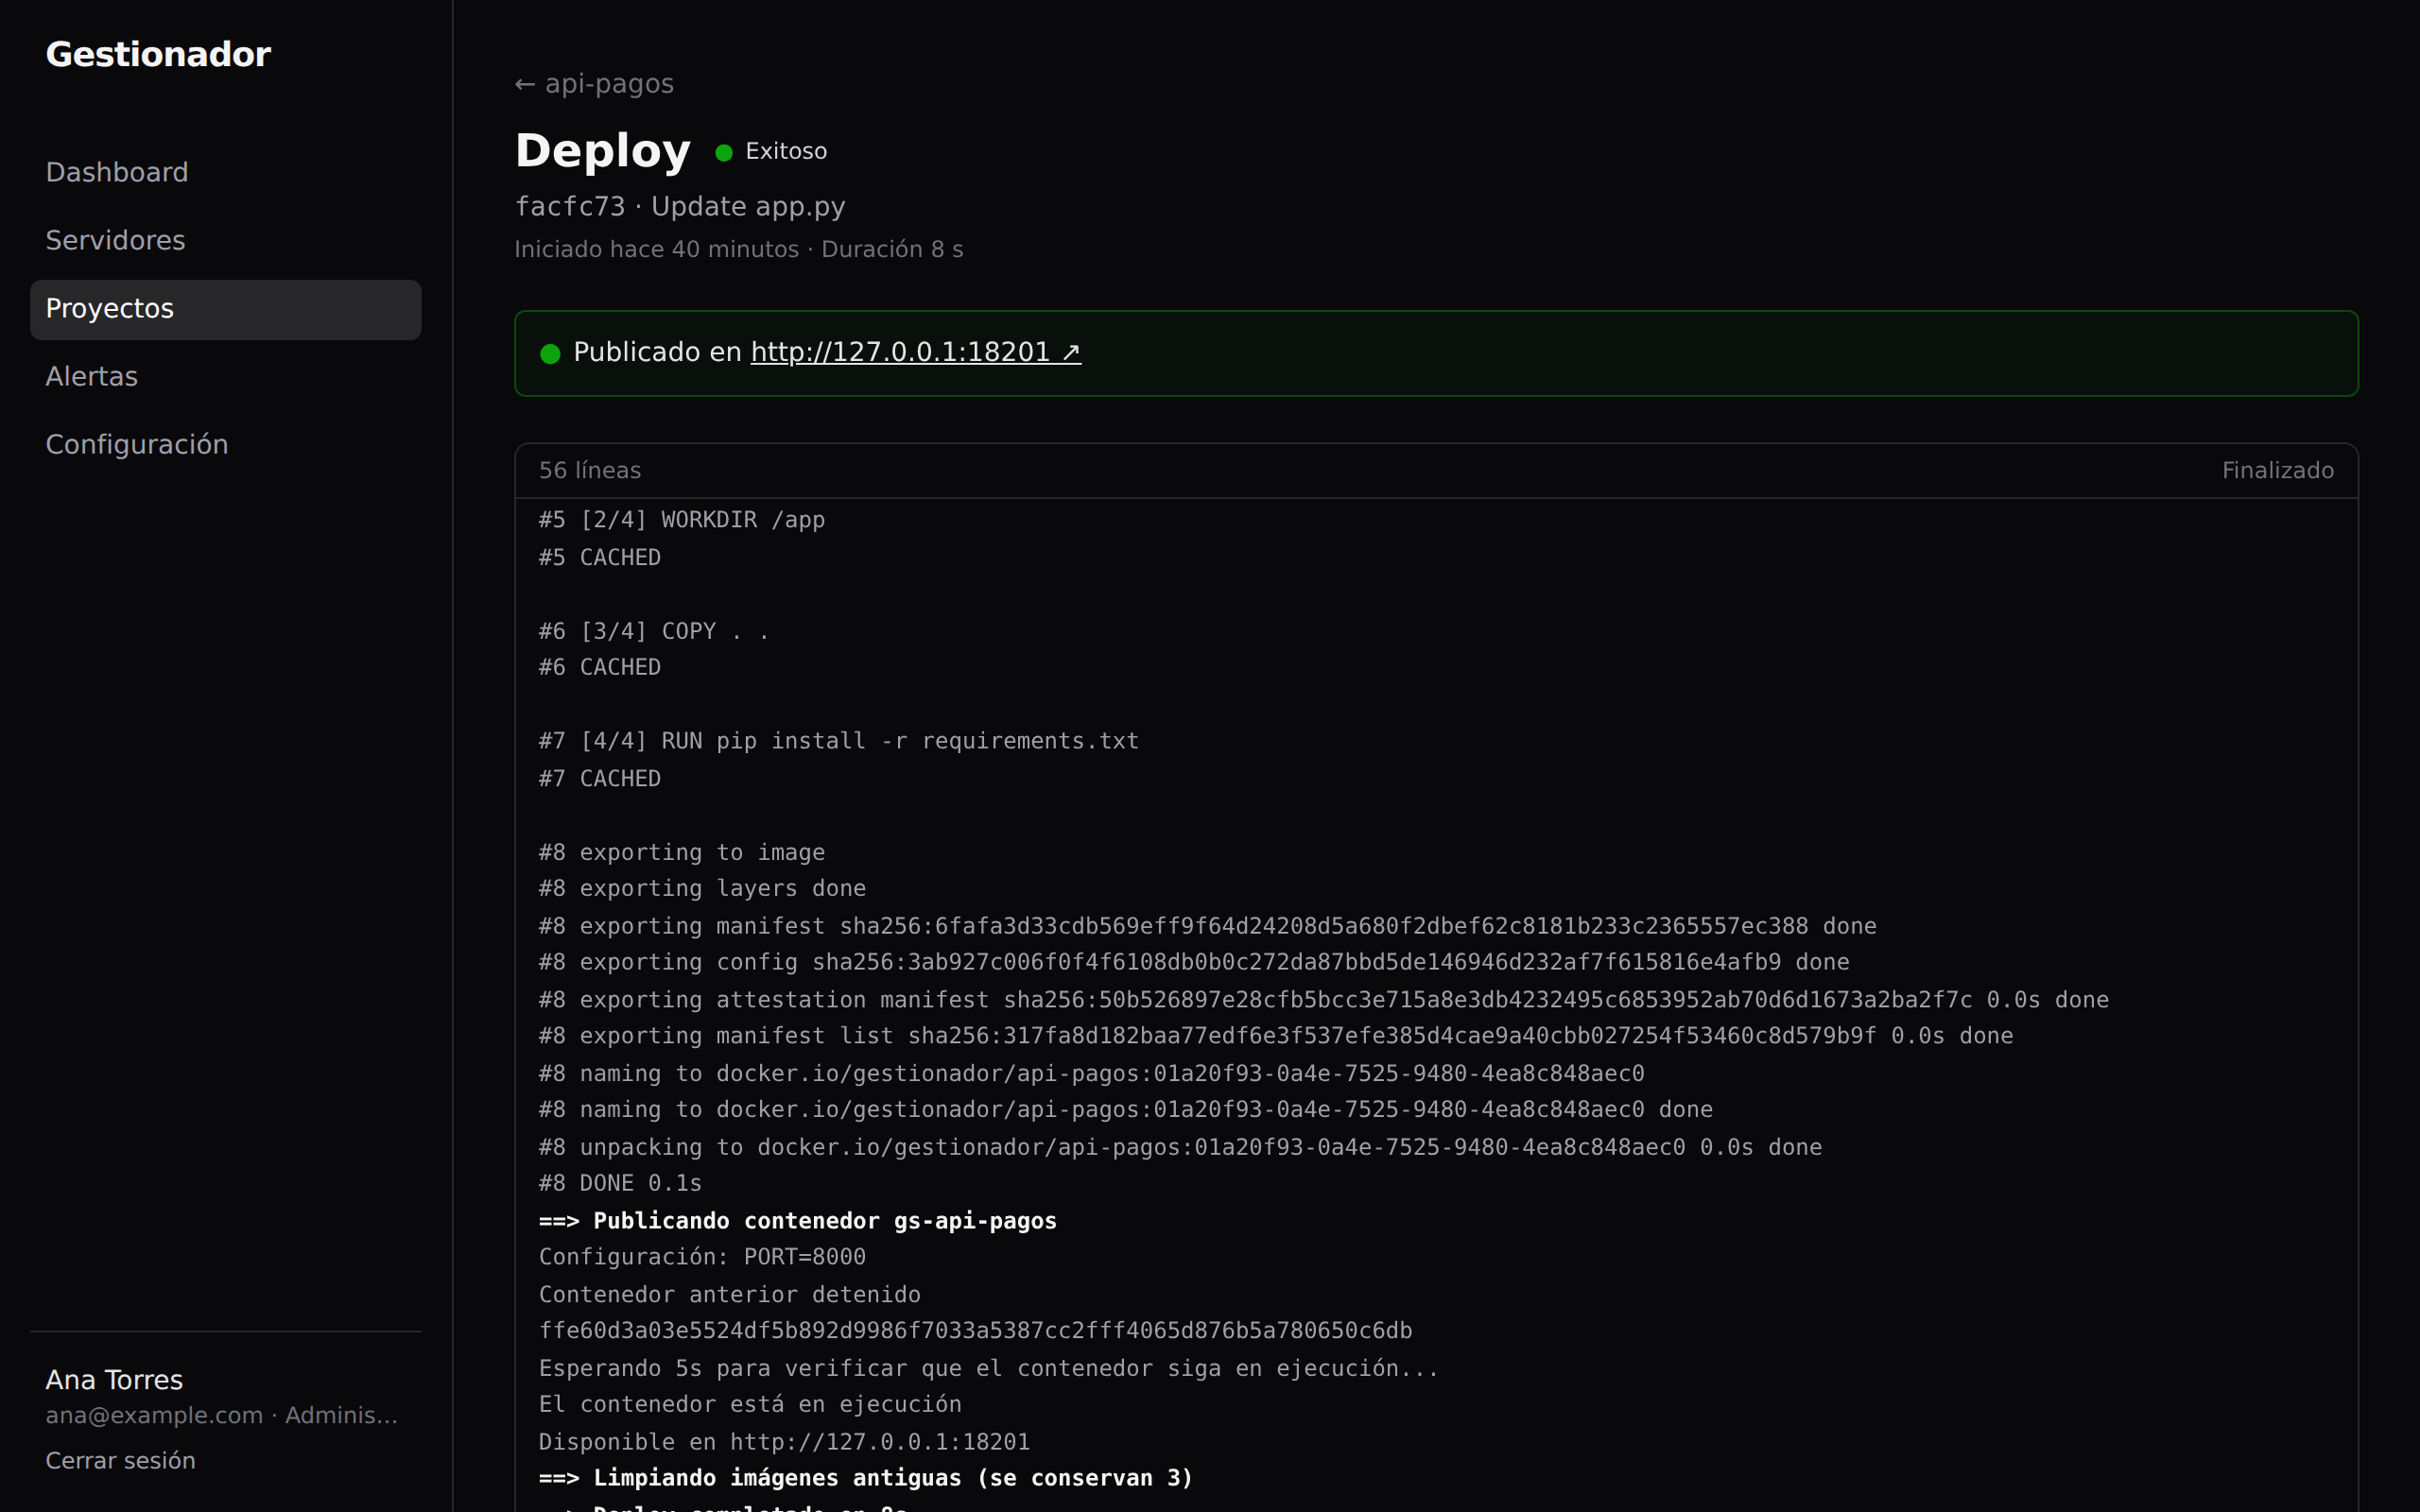 Gestionador
Dashboard
Servidores
Proyectos
Alertas
Configuración
Ana Torres
ana@example.com · Adminis...
Cerrar sesión
← api-pagos
Deploy ● Exitoso
facfc73 · Update app.py
Iniciado hace 40 minutos · Duración 8 s
Publicado en http://127.0.0.1:18201 ↗
56 líneas Finalizado
#5 [2/4] WORKDIR /app
#5 CACHED
#6 [3/4] COPY . .
#6 CACHED
#7 [4/4] RUN pip install -r requirements.txt
#7 CACHED
#8 exporting to image
#8 exporting layers done
#8 exporting manifest sha256:6fafa3d33cdb569eff9f64d24208d5a680f2dbef62c8181b233c2365557ec388 done
#8 exporting config sha256:3ab927c006f0f4f6108db0b0c272da87bbd5de146946d232af7f615816e4afb9 done
#8 exporting attestation manifest sha256:50b526897e28cfb5bcc3e715a8e3db4232495c6853952ab70d6d1673a2ba2f7c 0.0s done
#8 exporting manifest list sha256:317fa8d182baa77edf6e3f537efe385d4cae9a40cbb027254f53460c8d579b9f 0.0s done
#8 naming to docker.io/gestionador/api-pagos:01a20f93-0a4e-7525-9480-4ea8c848aec0
#8 naming to docker.io/gestionador/api-pagos:01a20f93-0a4e-7525-9480-4ea8c848aec0 done
#8 unpacking to docker.io/gestionador/api-pagos:01a20f93-0a4e-7525-9480-4ea8c848aec0 0.0s done
#8 DONE 0.1s
==> Publicando contenedor gs-api-pagos
Configuración: PORT=8000
Contenedor anterior detenido
ffe60d3a03e5524df5b892d9986f7033a5387cc2fff4065d876b5a780650c6db
Esperando 5s para verificar que el contenedor siga en ejecución...
El contenedor está en ejecución
Disponible en http://127.0.0.1:18201
==> Limpiando imágenes antiguas (se conservan 3)
==> Deploy completado en 8s